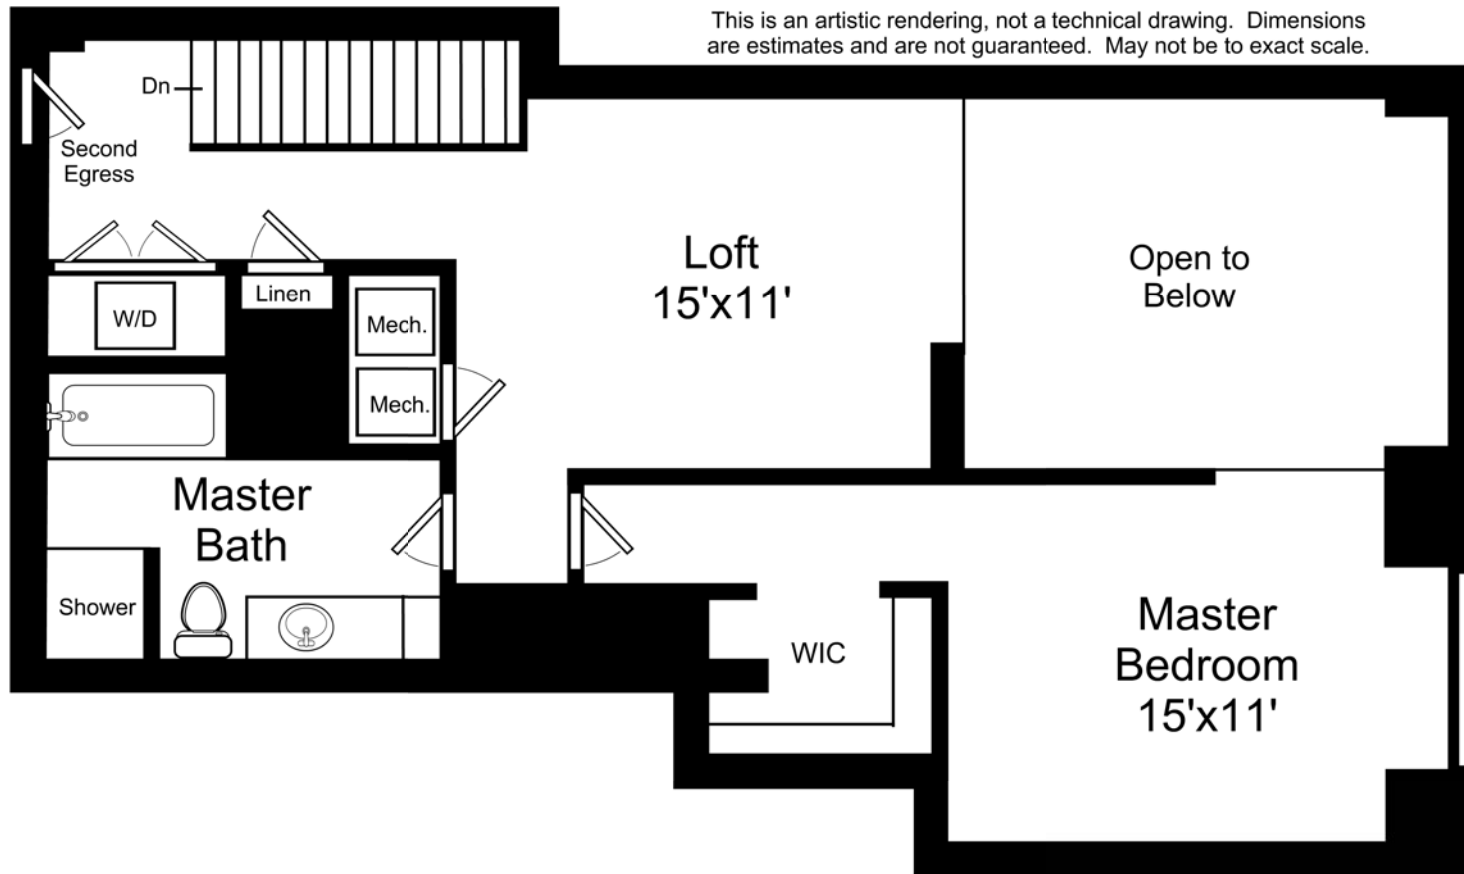 This is an artistic rendering, not a technical drawing.  Dimensions
are estimates and are not guaranteed.  May not be to exact scale.
Dn
Second
Egress
Loft
15'x11'
Open to
Below
Linen
W/D
Mech.
Mech.
Master
Bath
Shower
WIC
Master
Bedroom
15'x11'